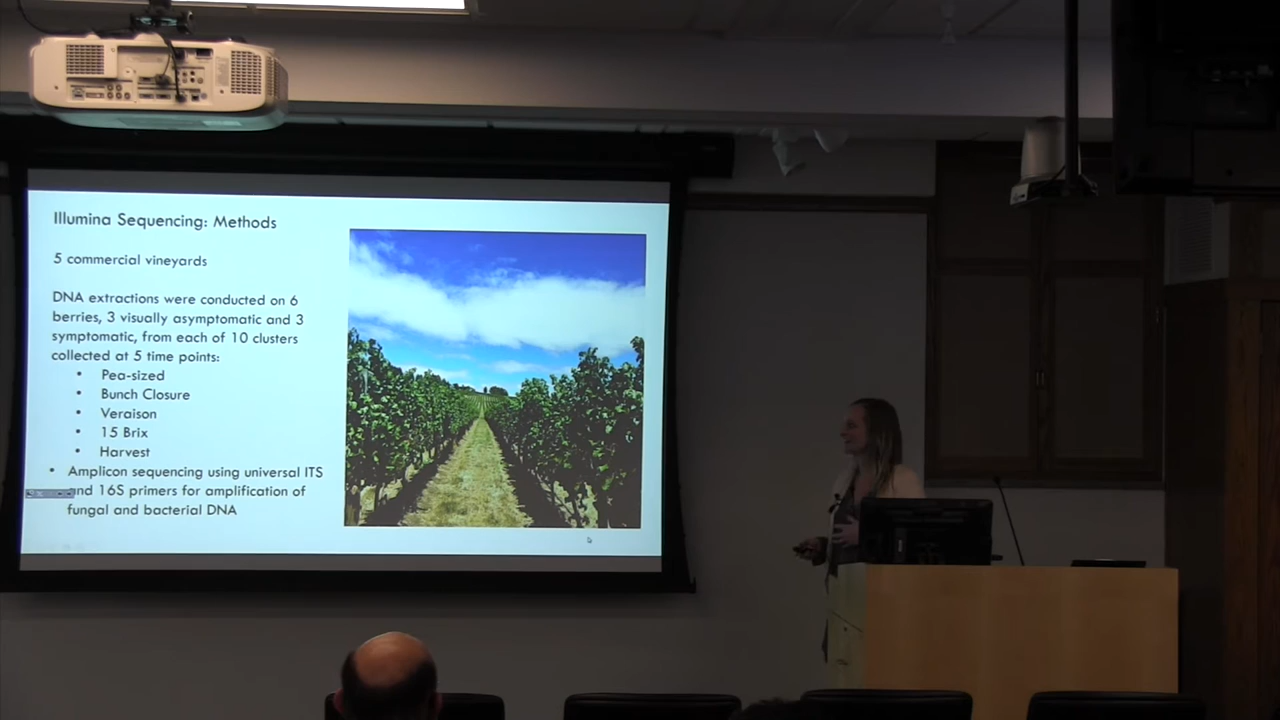 Illumina Sequencing: Methods
5 commercial vineyards
DNA extractions were conducted on 6
berries, 3 visually asymptomatic and 3
symptomatic, from each of 10 clusters
collected at 5 time points:
• Pea-sized
• Bunch Closure
• Veraison
• 15 Brix
• Harvest
• Amplicon sequencing using universal ITS
and 16S primers for amplification of
fungal and bacterial DNA